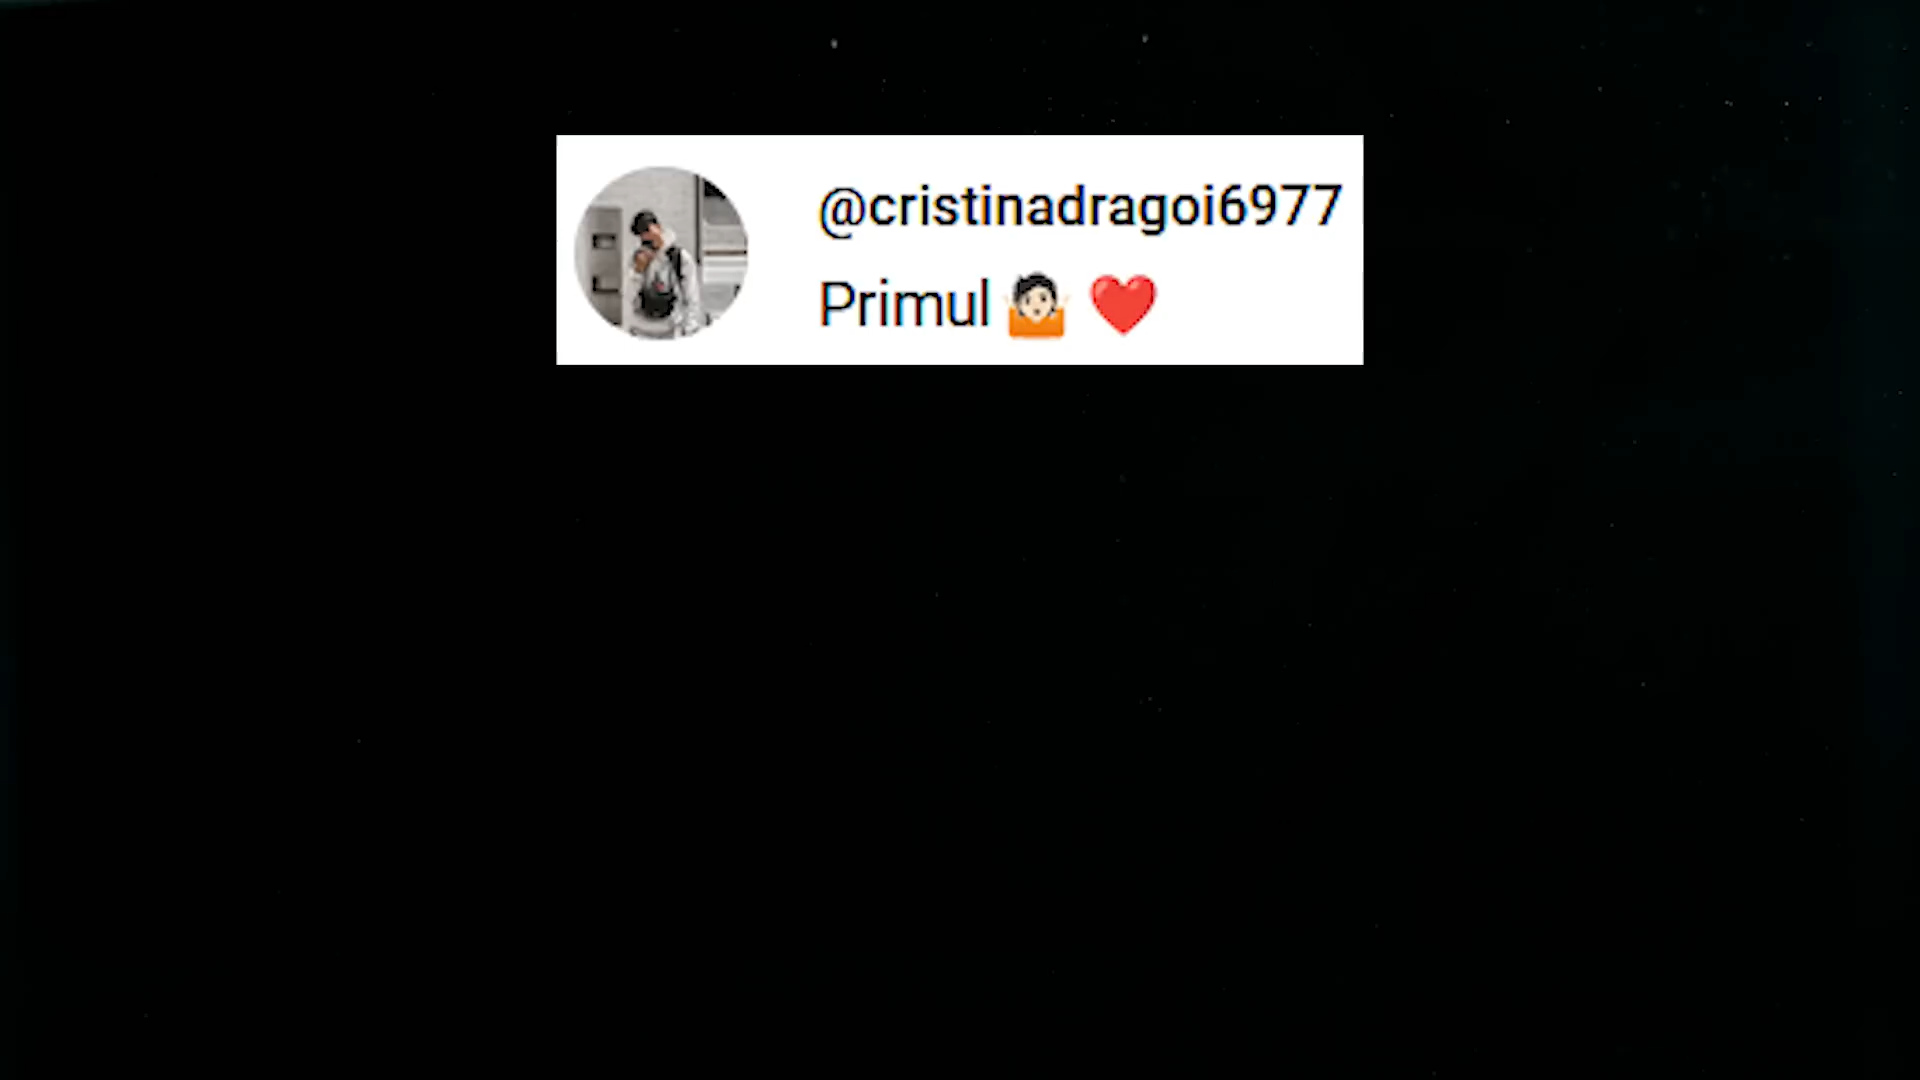 @cristinadragoi6977
Primul 🤷🏻 ❤️